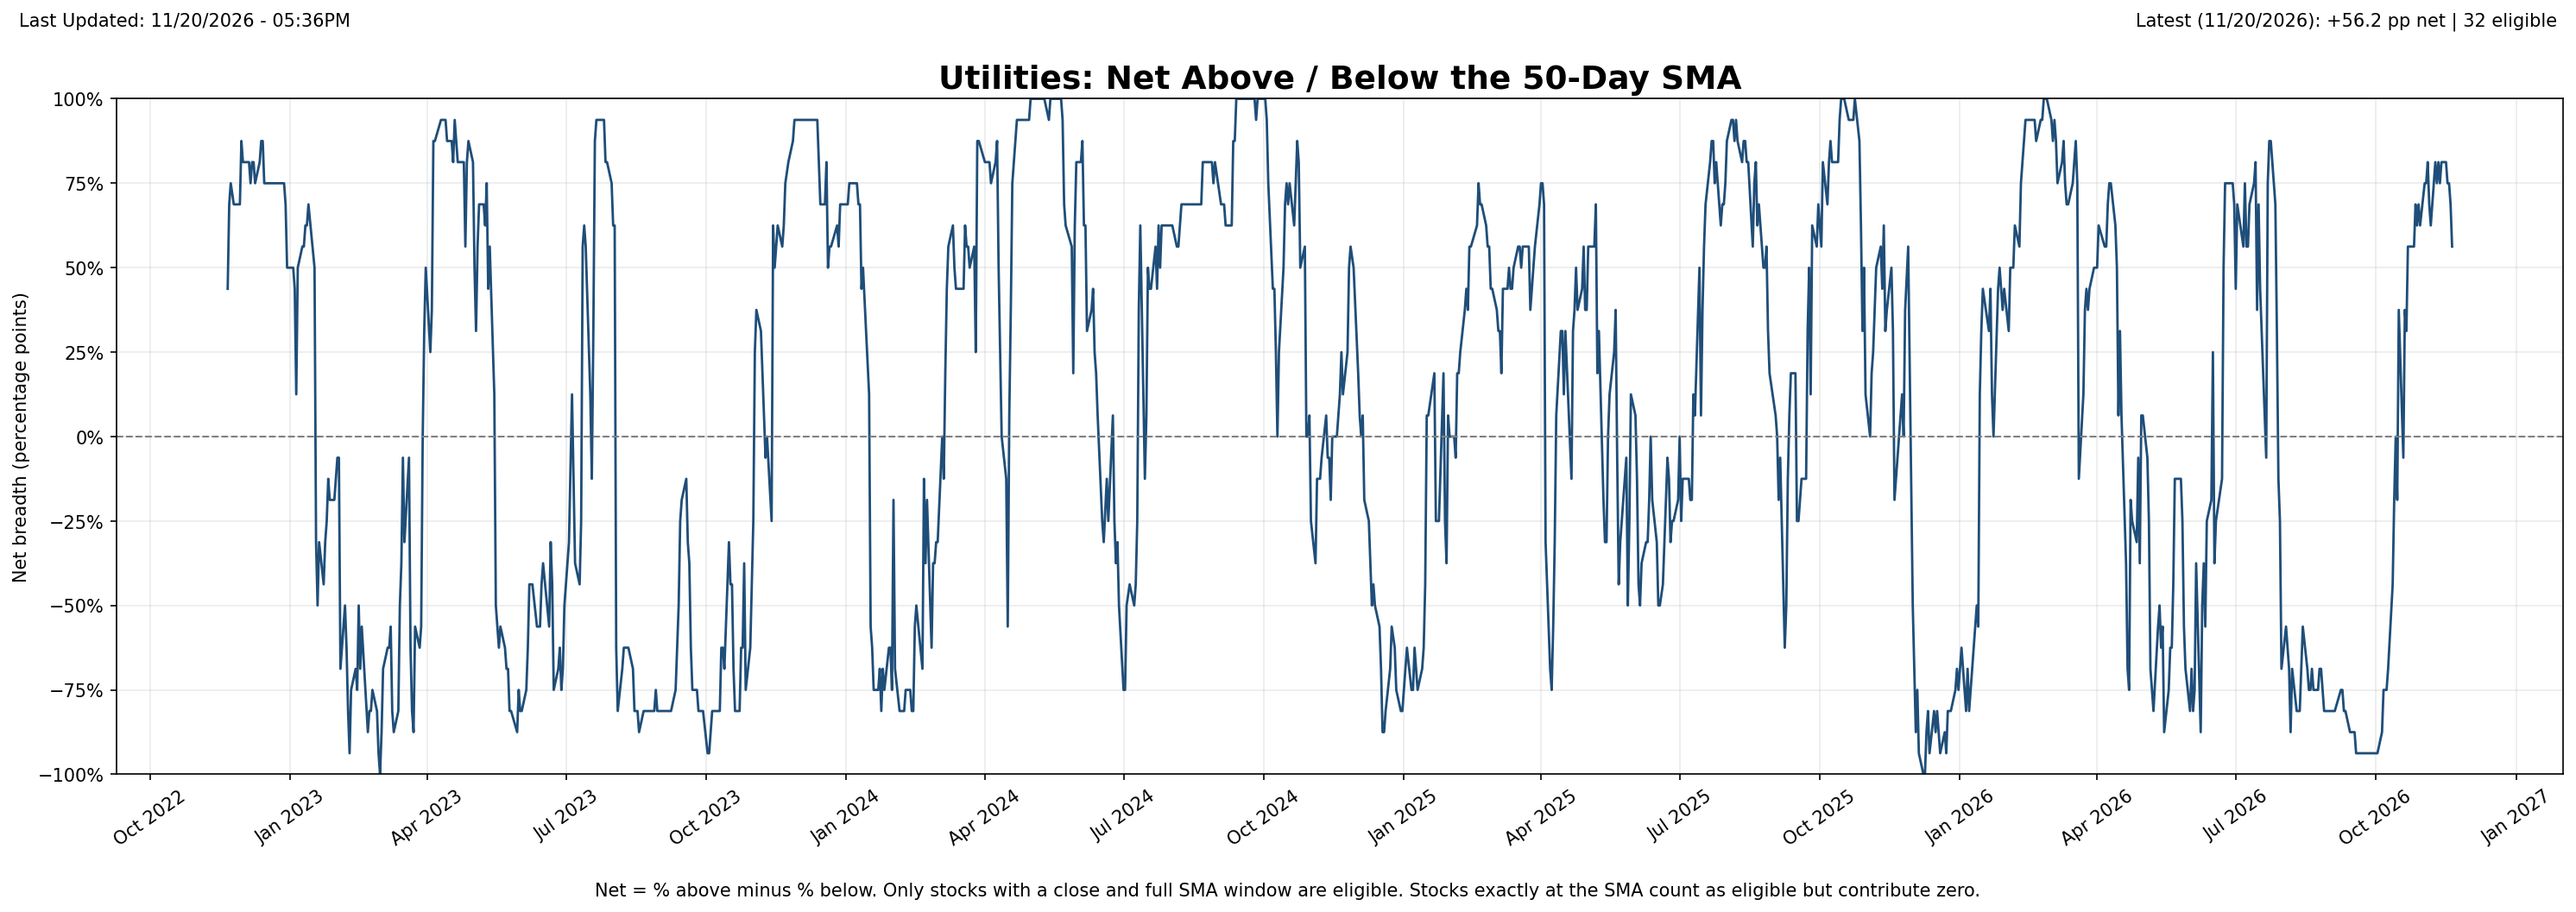 Last Updated: 11/20/2026 - 05:36PM
Latest (11/20/2026): +56.2 pp net | 32 eligible
Utilities: Net Above / Below the 50-Day SMA
Net breadth (percentage points)
100%
75%
50%
25%
0%
−25%
−50%
−75%
−100%
Oct 2022
Jan 2023
Apr 2023
Jul 2023
Oct 2023
Jan 2024
Apr 2024
Jul 2024
Oct 2024
Jan 2025
Apr 2025
Jul 2025
Oct 2025
Jan 2026
Apr 2026
Jul 2026
Oct 2026
Jan 2027
Net = % above minus % below. Only stocks with a close and full SMA window are eligible. Stocks exactly at the SMA count as eligible but contribute zero.